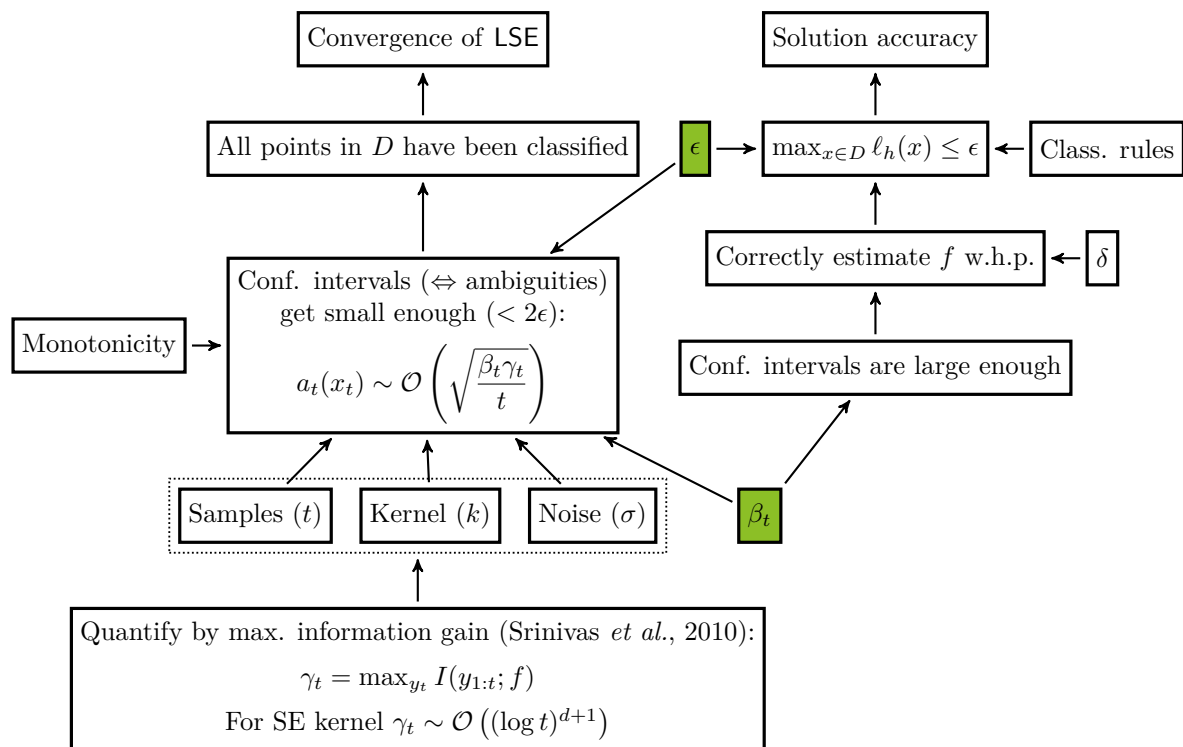 Convergence of LSE
Solution accuracy
All points in D have been classified
ϵ
max_{x∈D} ℓ_h(x) ≤ ϵ
Class. rules
Correctly estimate f w.h.p.
δ
Conf. intervals (⇔ ambiguities)
get small enough (< 2ϵ):
a_t(x_t) ∼ 𝒪(√(β_tγ_t/t))
Monotonicity
Conf. intervals are large enough
Samples (t)
Kernel (k)
Noise (σ)
β_t
Quantify by max. information gain (Srinivas et al., 2010):
γ_t = max_{y_t} I(y_{1:t}; f)
For SE kernel γ_t ∼ 𝒪((log t)^{d+1})